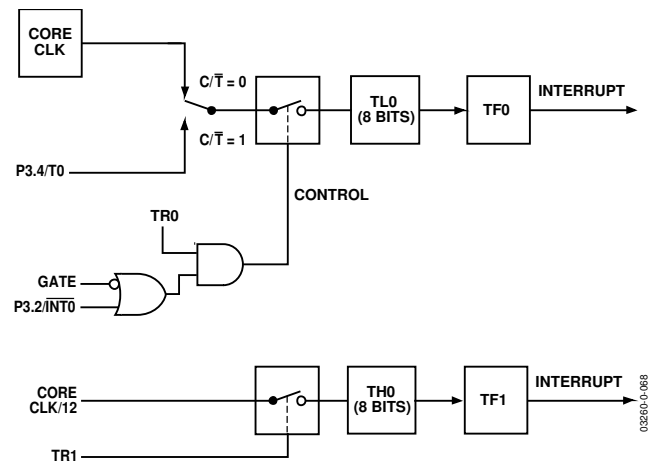 CORE
CLK
C/T̅ = 0
C/T̅ = 1
P3.4/T0
TL0
(8 BITS)
TF0
INTERRUPT
CONTROL
TR0
GATE
P3.2/I̅N̅T̅0̅
CORE
CLK/12
TH0
(8 BITS)
TF1
INTERRUPT
TR1
03260-0-068